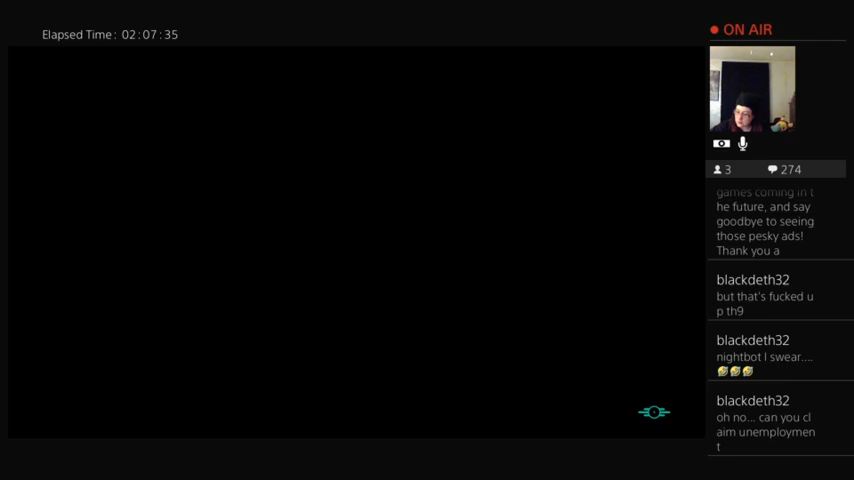 Elapsed Time: 02:07:35
ON AIR
3 274
games coming in t
he future, and say
goodbye to seeing
those pesky ads!
Thank you a
blackdeth32
but that's fucked u
p th9
blackdeth32
nightbot I swear....
🤣🤣🤣
blackdeth32
oh no... can you cl
aim unemploymen
t